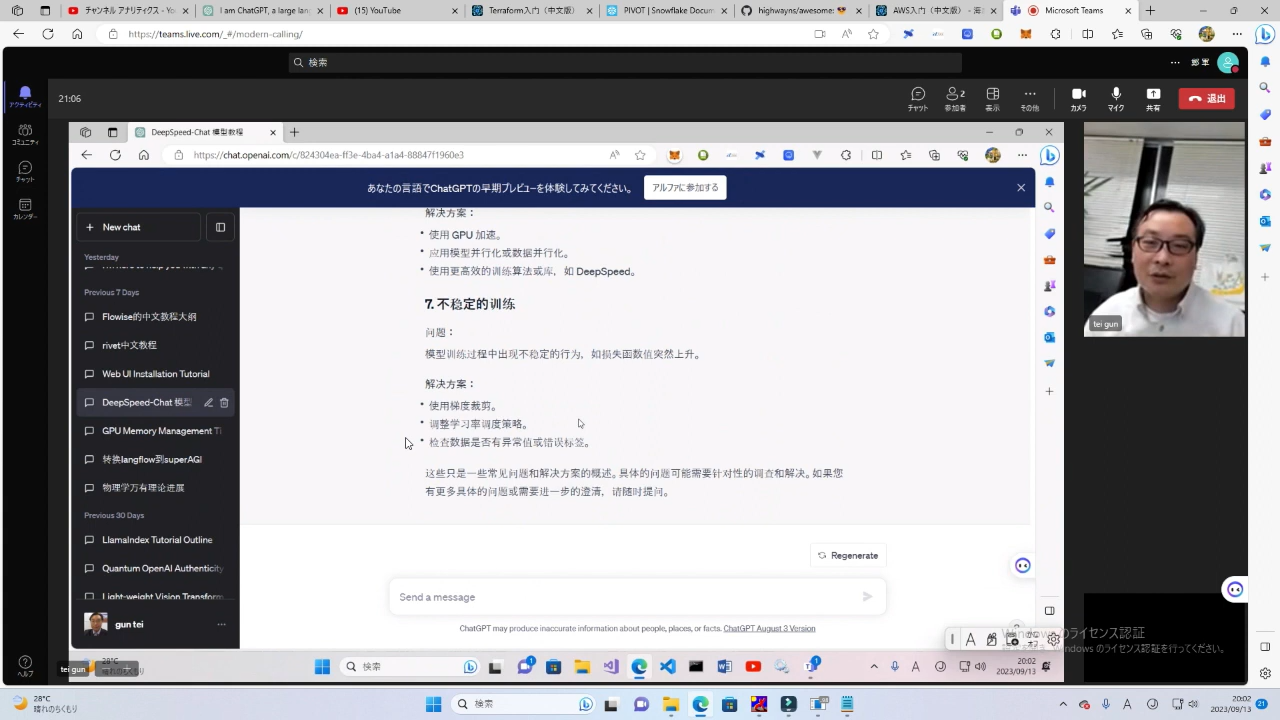 チャンネル アナリティクス - You
I am ChatGPT, a large lang
(15) YouTube
Terraform入門（中文版） - 海
PIVOT | Snowflake Docum
higwayns/awesome:
AWS入門（中文版） - 海
Teams
https://teams.live.com/_#/modern-calling/
検索
アクティビティ
21:06
チャット
参加者 2
表示
その他
カメラ
マイク
共有
退出
コミュニティ
チャット
カレンダー
ヘルプ
DeepSpeed-Chat 模型教程
https://chat.openai.com/c/824304ea-ff3e-4ba4-a1a4-88847f1960e3
あなたの言語でChatGPTの早期プレビューを体験してみてください。
アルファに参加する
New chat
Yesterday
Previous 7 Days
Flowise的中文教程大纲
rivet中文教程
Web UI Installation Tutorial
DeepSpeed-Chat 模型
GPU Memory Management Ti
转换langflow到superAGI
物理学万有理论进展
Previous 30 Days
LlamaIndex Tutorial Outline
Quantum OpenAI Authenticity
Light-weight Vision Transform
gun tei
解决方案：
• 使用 GPU 加速。
• 应用模型并行化或数据并行化。
• 使用更高效的训练算法或库，如 DeepSpeed。
7. 不稳定的训练
问题：
模型训练过程中出现不稳定的行为，如损失函数值突然上升。
解决方案：
• 使用梯度裁剪。
• 调整学习率调度策略。
• 检查数据是否有异常值或错误标签。
这些只是一些常见问题和解决方案的概述。具体的问题可能需要针对性的调查和解决。如果您
有更多具体的问题或需要进一步的澄清，请随时提问。
Regenerate
Send a message
ChatGPT may produce inaccurate information about people, places, or facts. ChatGPT August 3 Version
tei gun
のライセンス認証
Windows のライセンス認証を行ってください。
tei gun
28°C
検索
20:02
2023/09/13
28°C
晴れのちくもり
検索
20:02
2023/09/13
21